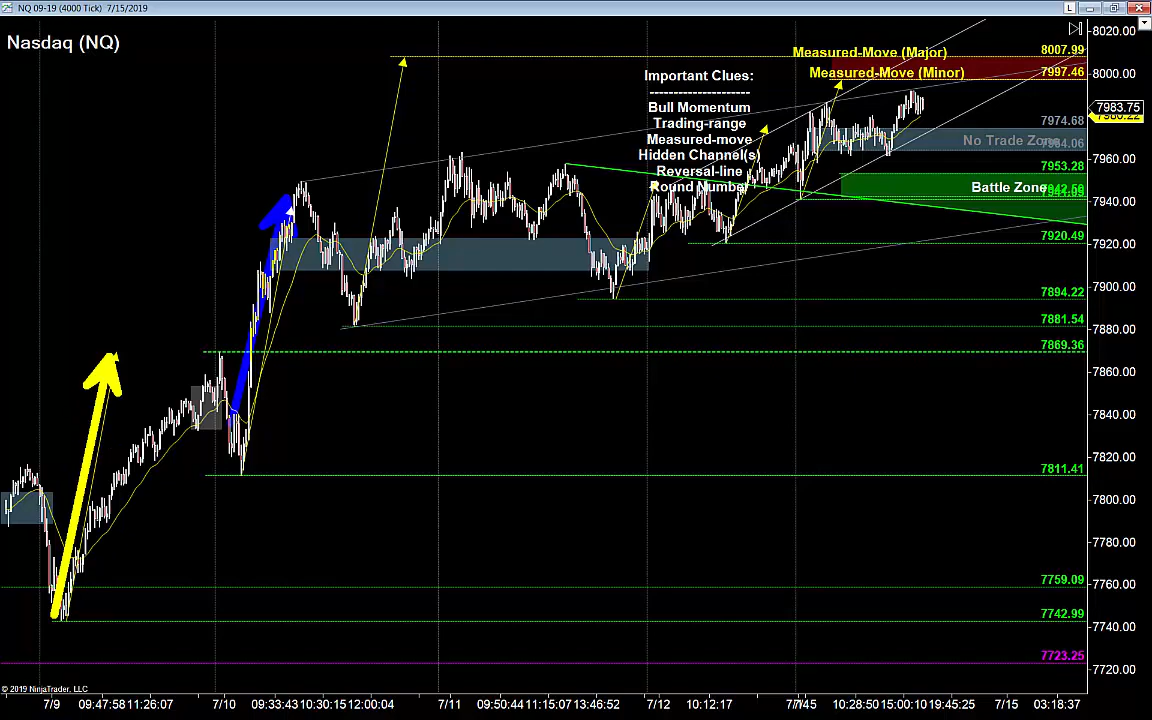 NQ 09-19 (4000 Tick) 7/15/2019
L
Nasdaq (NQ)
8020.00
Measured-Move (Major)
8007.99
Measured-Move (Minor)
7997.46
8000.00
Important Clues:
--------------------
Bull Momentum
Trading-range
Measured-move
Hidden Channel(s)
Reversal-line
Round Number
7983.75
7974.68
No Trade Zone
7960.00
7953.28
Battle Zone
7940.00
7920.49
7920.00
7894.22
7900.00
7881.54
7880.00
7869.36
7860.00
7840.00
7820.00
7811.41
7800.00
7780.00
7759.09
7760.00
7742.99
7740.00
7723.25
7720.00
© 2019 NinjaTrader, LLC
7/9 09:47:58 11:26:07 7/10 09:33:43 10:30:15 12:00:04 7/11 09:50:44 11:15:07 13:46:52 7/12 10:12:17 10:28:50 15:00:10 19:45:25 7/15 03:18:37